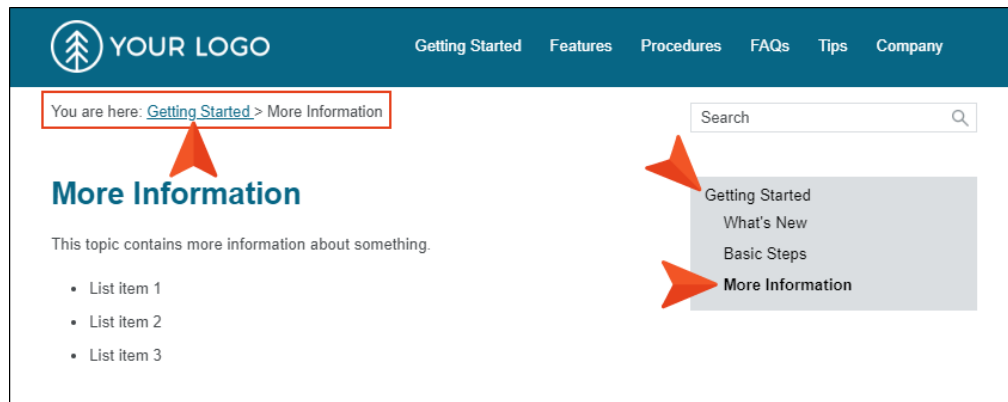 YOUR LOGO
Getting Started Features Procedures FAQs Tips Company
You are here: Getting Started > More Information
Search
More Information
This topic contains more information about something.
• List item 1
• List item 2
• List item 3
Getting Started
What's New
Basic Steps
More Information